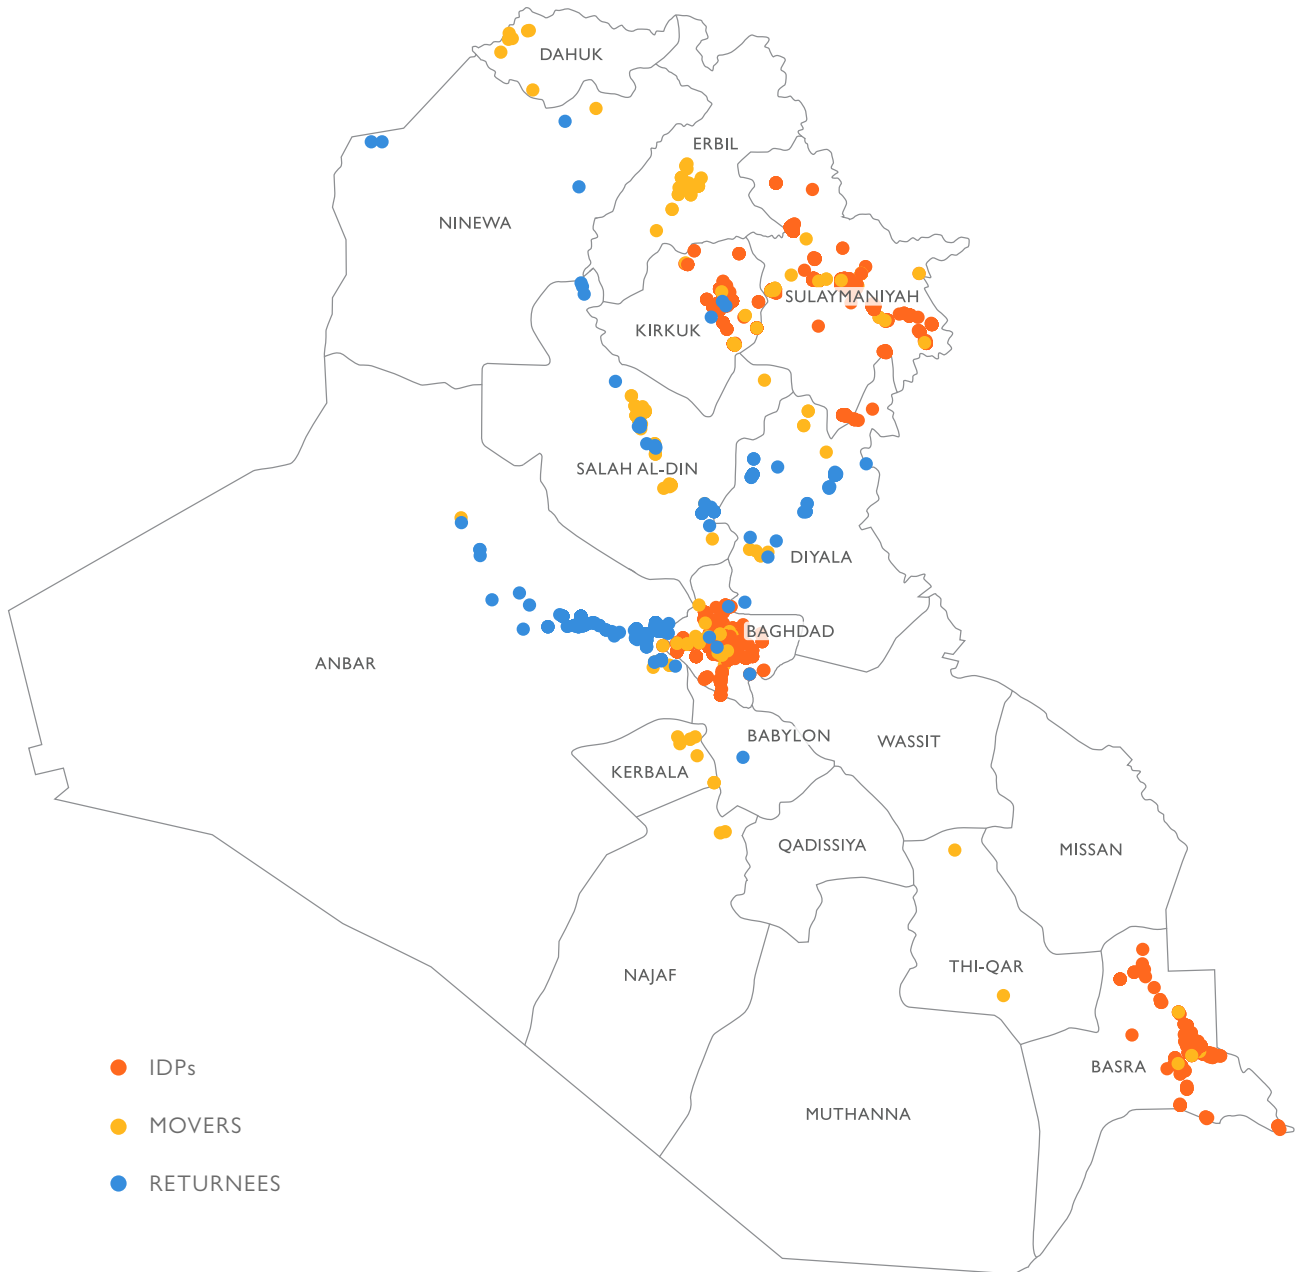 DAHUK
ERBIL
NINEWA
SULAYMANIYAH
KIRKUK
SALAH AL-DIN
DIYALA
BAGHDAD
ANBAR
BABYLON
WASSIT
KERBALA
QADISSIYA
MISSAN
THI-QAR
NAJAF
BASRA
MUTHANNA
IDPs
MOVERS
RETURNEES